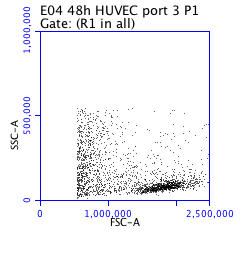 E04 48h HUVEC port 3 P1
Gate: (R1 in all)
1,000,000
500,000
0
SSC-A
0
1,000,000
2,500,000
FSC-A